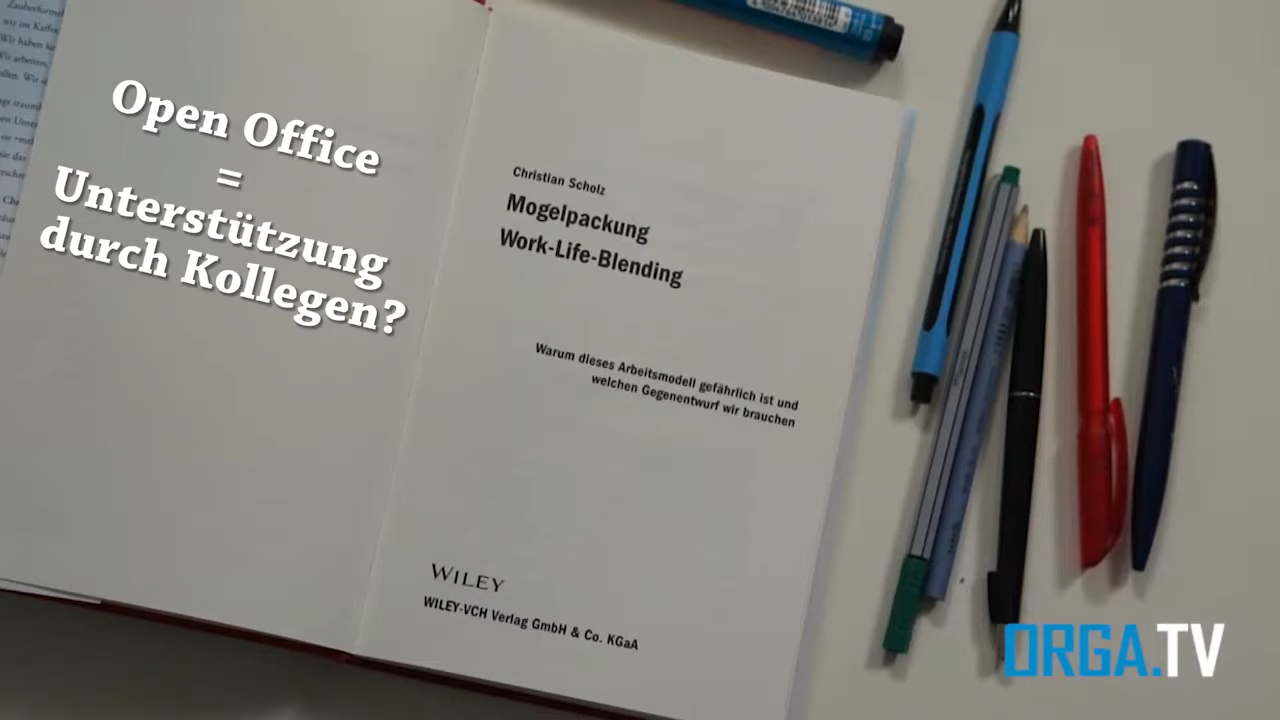 Open Office
=
Unterstützung
durch Kollegen?
Christian Scholz
Mogelpackung
Work-Life-Blending
Warum dieses Arbeitsmodell gefährlich ist und
welchen Gegenentwurf wir brauchen
WILEY
WILEY-VCH Verlag GmbH & Co. KGaA
ORGA.TV